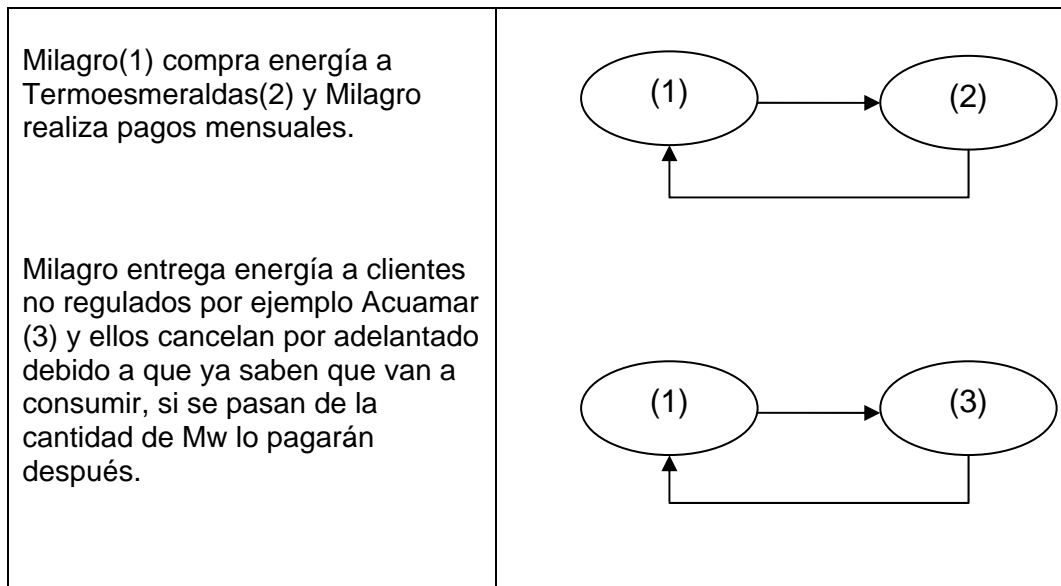 Milagro(1) compra energía a
Termoesmeraldas(2) y Milagro
realiza pagos mensuales.
(1)
(2)
Milagro entrega energía a clientes
no regulados por ejemplo Acuamar
(3) y ellos cancelan por adelantado
debido a que ya saben que van a
consumir, si se pasan de la
cantidad de Mw lo pagarán
después.
(1)
(3)